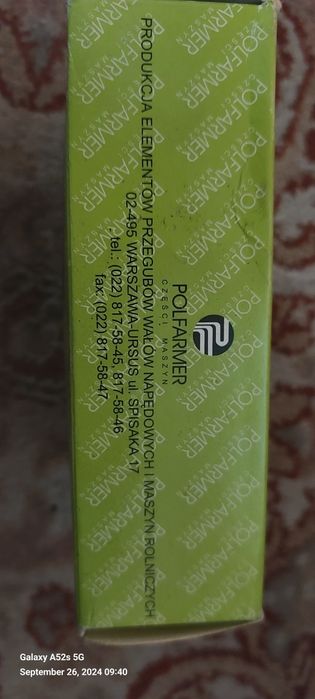 POLFARMER
CZĘŚCI MASZYN
PRODUKCJA ELEMENTÓW PRZEGUBÓW WAŁÓW NAPĘDOWYCH I MASZYN ROLNICZYCH
02-495 WARSZAWA-URSUS ul. SPISAKA 17
tel.: (022) 817-58-45, 817-58-46
fax: (022) 817-58-47
Galaxy A52s 5G
September 26, 2024 09:40